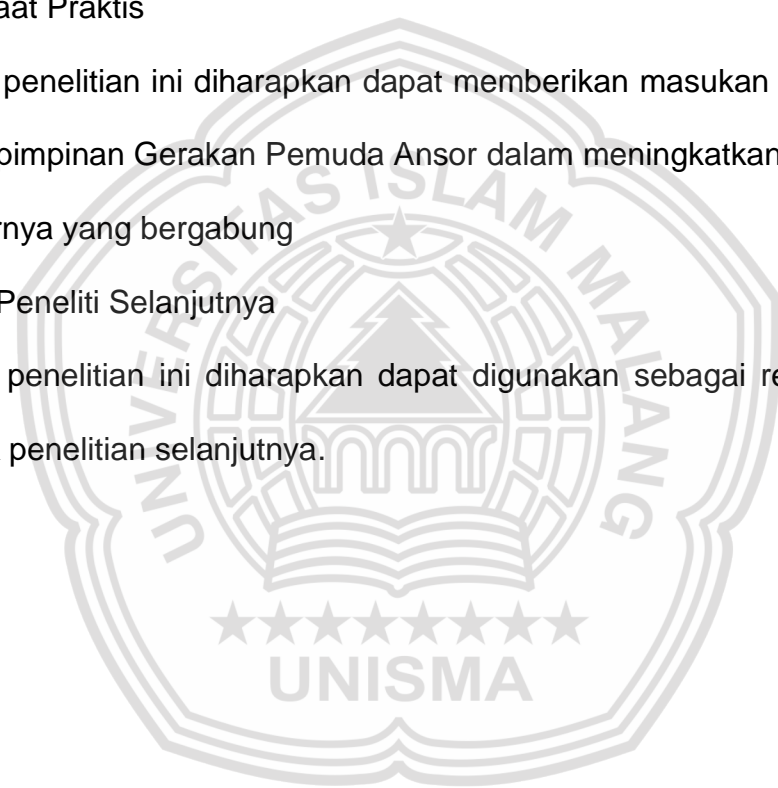 aat Praktis
penelitian ini diharapkan dapat memberikan masukan
pimpinan Gerakan Pemuda Ansor dalam meningkatkan
rnya yang bergabung
Peneliti Selanjutnya
penelitian ini diharapkan dapat digunakan sebagai re
penelitian selanjutnya.
UNIVERSITAS ISLAM MALANG
UNISMA